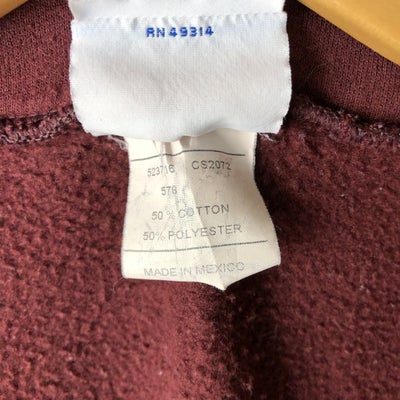 RN 49314
523716 CS2072
578
50% COTTON
50% POLYESTER
MADE IN MEXICO